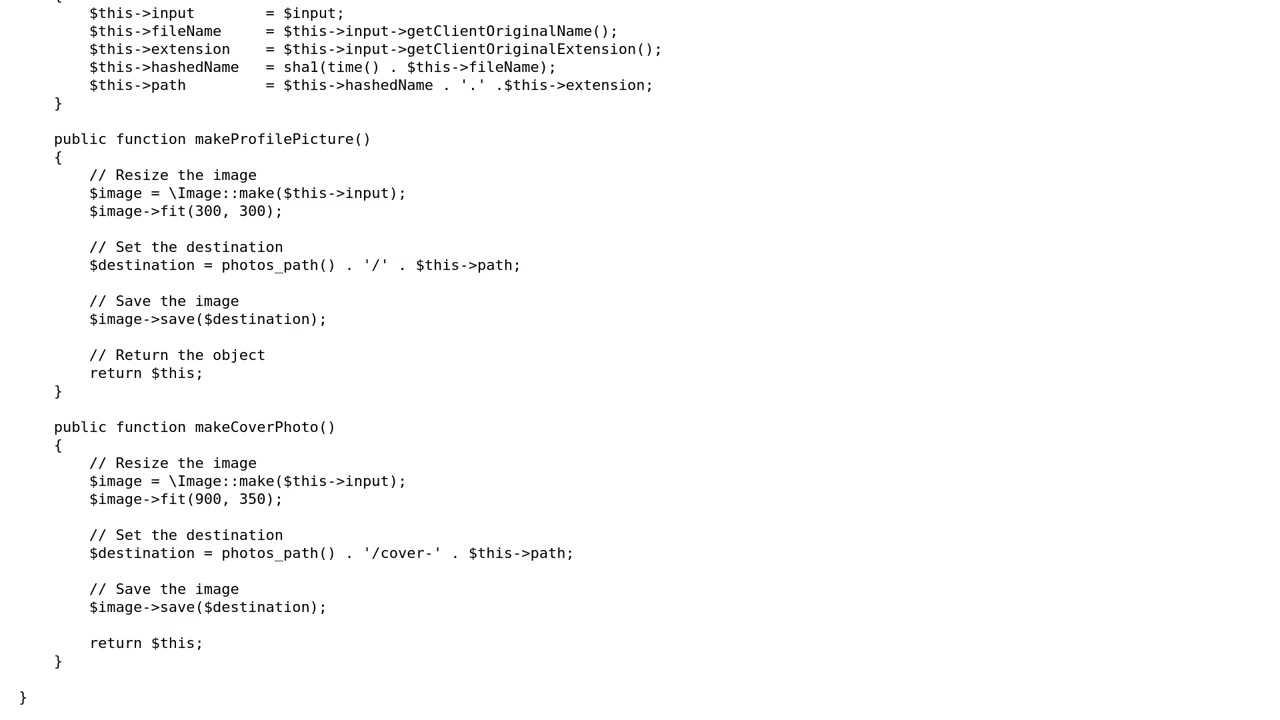 {
        $this->input        = $input;
        $this->fileName     = $this->input->getClientOriginalName();
        $this->extension    = $this->input->getClientOriginalExtension();
        $this->hashedName   = sha1(time() . $this->fileName);
        $this->path         = $this->hashedName . '.' .$this->extension;
    }

    public function makeProfilePicture()
    {
        // Resize the image
        $image = \Image::make($this->input);
        $image->fit(300, 300);

        // Set the destination
        $destination = photos_path() . '/' . $this->path;

        // Save the image
        $image->save($destination);

        // Return the object
        return $this;
    }

    public function makeCoverPhoto()
    {
        // Resize the image
        $image = \Image::make($this->input);
        $image->fit(900, 350);

        // Set the destination
        $destination = photos_path() . '/cover-' . $this->path;

        // Save the image
        $image->save($destination);

        return $this;
    }

}